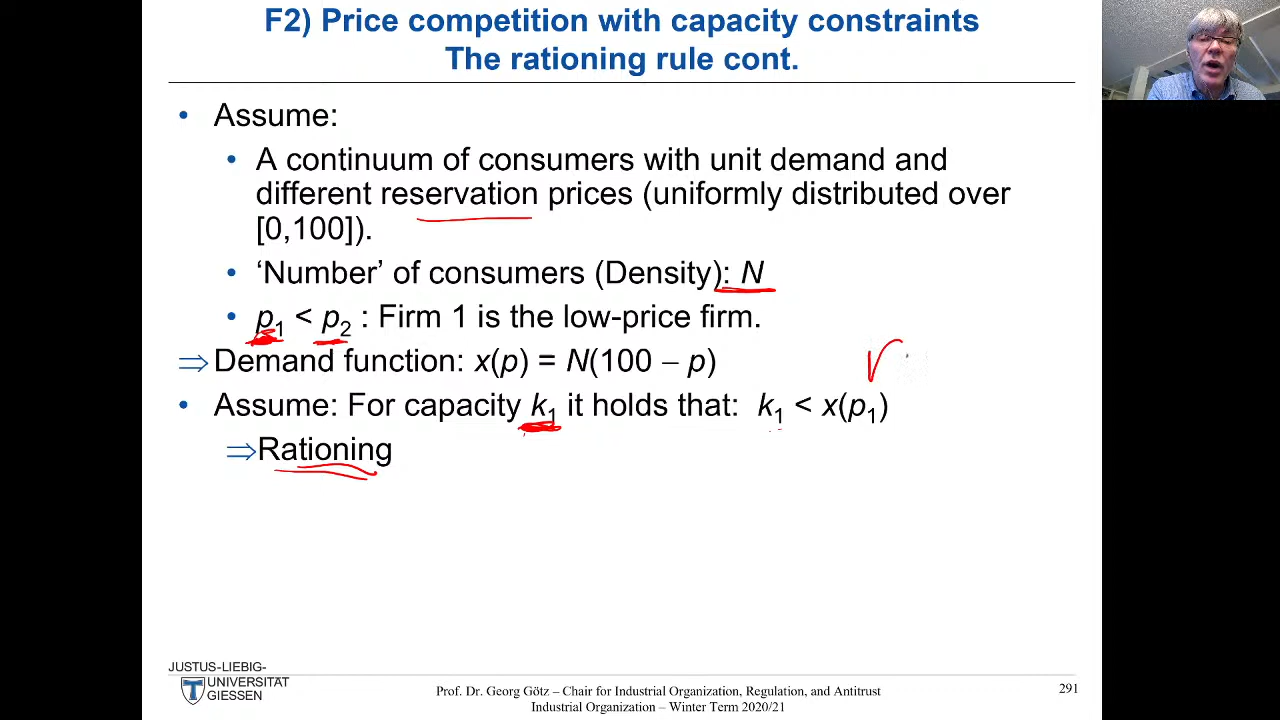 F2) Price competition with capacity constraints
The rationing rule cont.
• Assume:
• A continuum of consumers with unit demand and
different reservation prices (uniformly distributed over
[0,100]).
• ‘Number’ of consumers (Density): N
• p1 < p2 : Firm 1 is the low-price firm.
⇒ Demand function: x(p) = N(100 – p)
• Assume: For capacity k1 it holds that: k1 < x(p1)
⇒ Rationing
JUSTUS-LIEBIG-
UNIVERSITÄT
GIESSEN
Prof. Dr. Georg Götz – Chair for Industrial Organization, Regulation, and Antitrust
Industrial Organization – Winter Term 2020/21
291